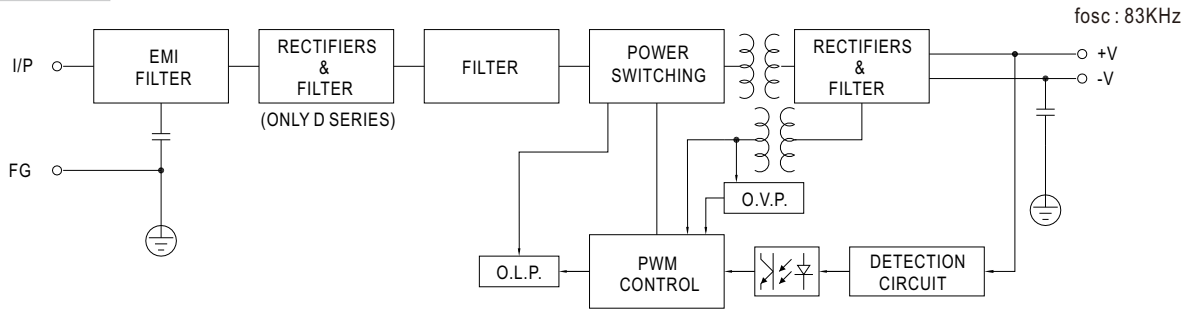 fosc : 83KHz
I/P
EMI
FILTER
RECTIFIERS
&
FILTER
(ONLY D SERIES)
FILTER
POWER
SWITCHING
RECTIFIERS
&
FILTER
+V
-V
FG
O.V.P.
O.L.P.
PWM
CONTROL
DETECTION
CIRCUIT